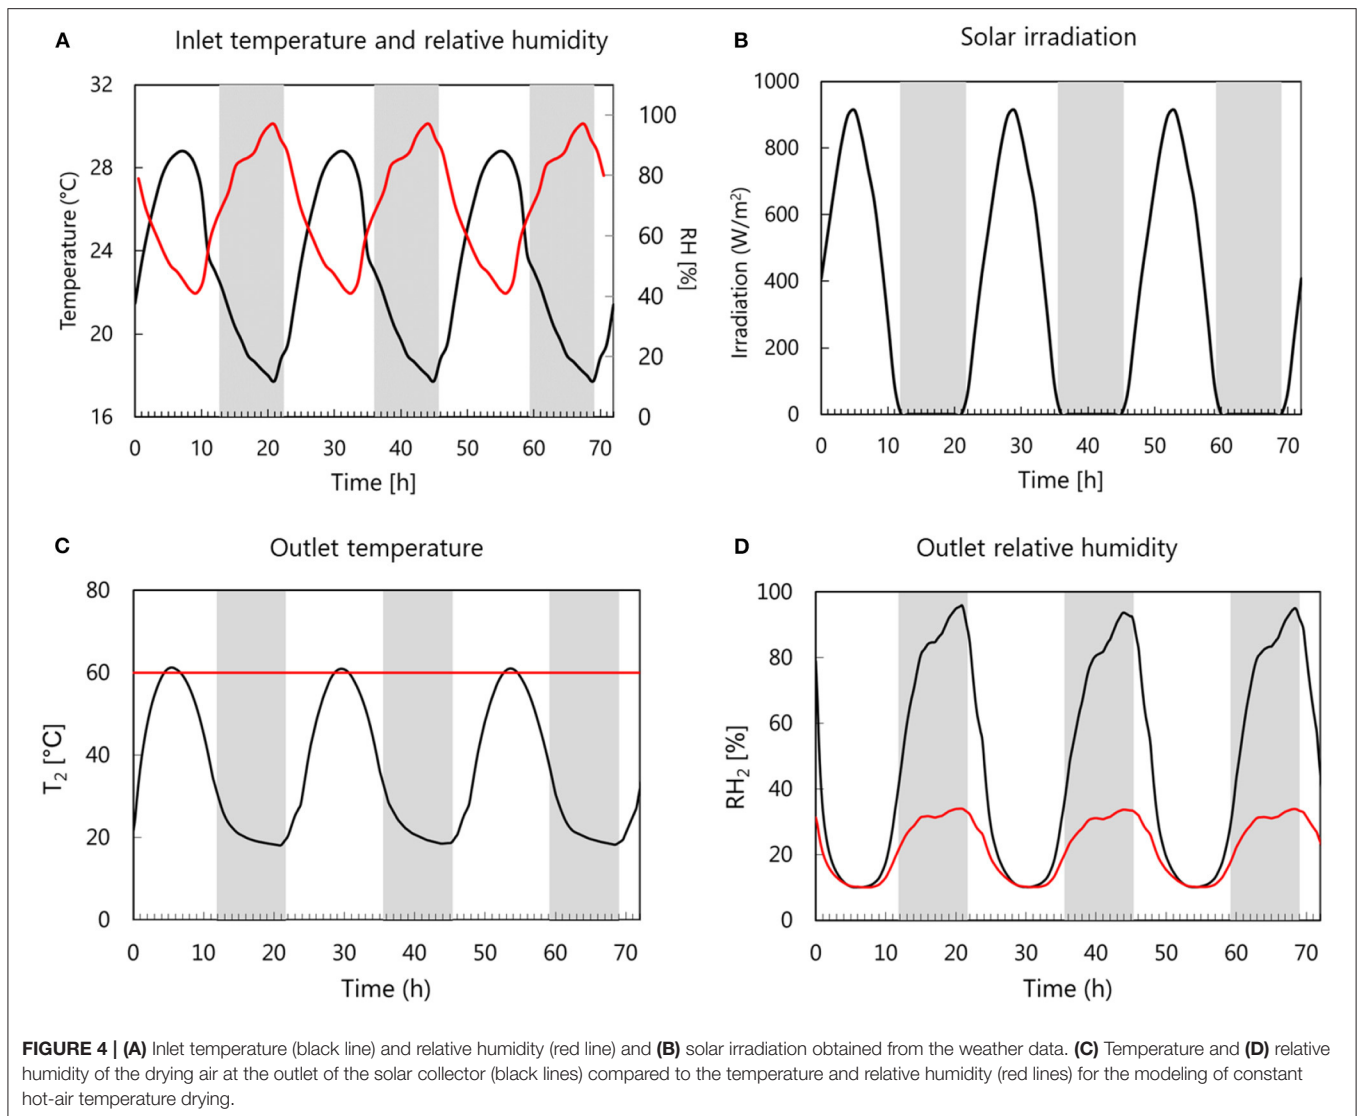 A Inlet temperature and relative humidity
32
28
24
20
16
Temperature (°C)
100
80
60
40
20
0
RH [%]
0 10 20 30 40 50 60 70
Time [h]
B Solar irradiation
1000
800
600
400
200
0
Irradiation (W/m²)
0 10 20 30 40 50 60 70
Time [h]
C Outlet temperature
80
60
40
20
0
T₂ [°C]
0 10 20 30 40 50 60 70
Time (h)
D Outlet relative humidity
100
80
60
40
20
0
RH₂ [%]
0 10 20 30 40 50 60 70
Time (h)
FIGURE 4 | (A) Inlet temperature (black line) and relative humidity (red line) and (B) solar irradiation obtained from the weather data. (C) Temperature and (D) relative
humidity of the drying air at the outlet of the solar collector (black lines) compared to the temperature and relative humidity (red lines) for the modeling of constant
hot-air temperature drying.